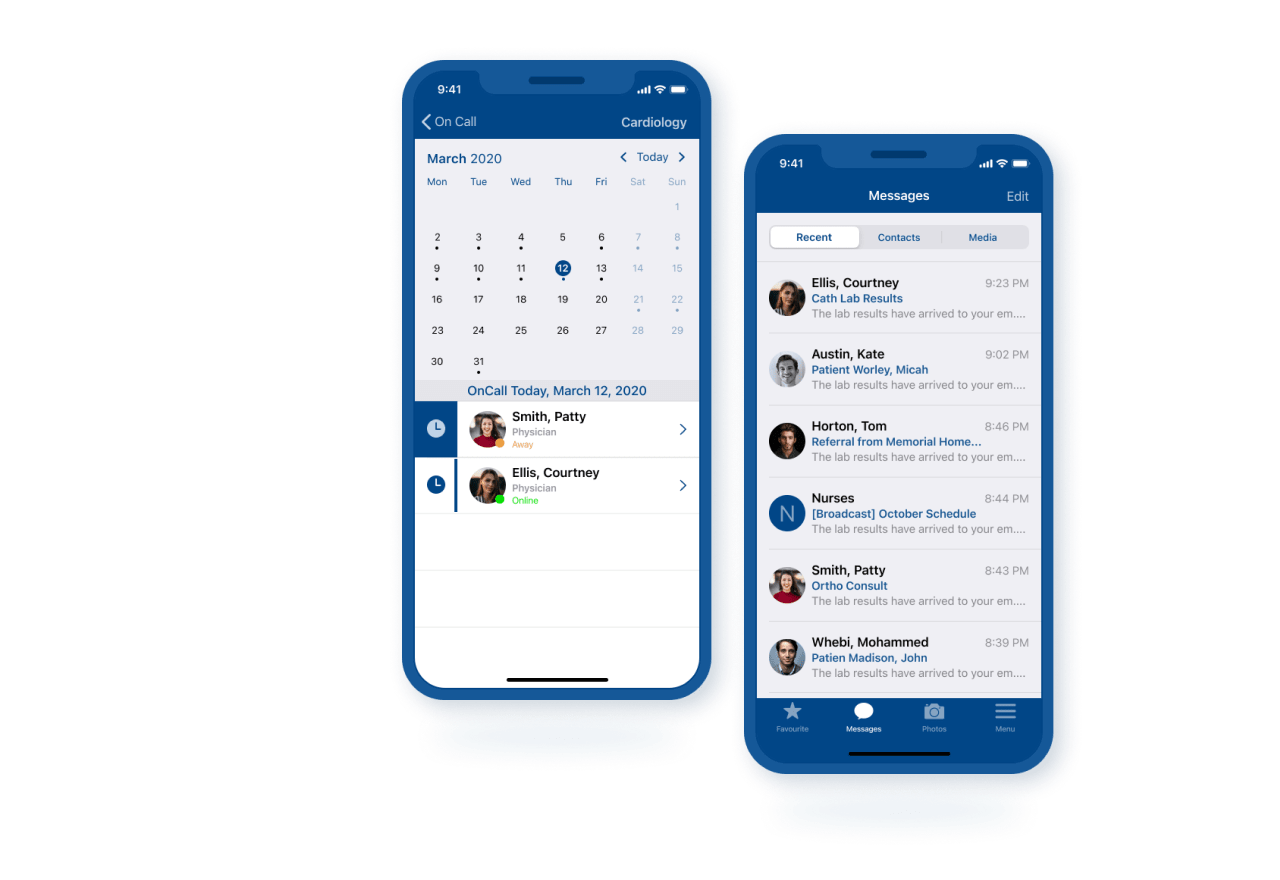 9:41
On Call
Cardiology
March 2020
Today
Mon Tue Wed Thu Fri Sat Sun
1
2 3 4 5 6 7 8
9 10 11 12 13 14 15
16 17 18 19 20 21 22
23 24 25 26 27 28 29
30 31
OnCall Today, March 12, 2020
Smith, Patty
Physician
Away
Ellis, Courtney
Physician
Online
9:41
Messages Edit
Recent Contacts Media
Ellis, Courtney 9:23 PM
Cath Lab Results
The lab results have arrived to your em....
Austin, Kate 9:02 PM
Patient Worley, Micah
The lab results have arrived to your em....
Horton, Tom 8:46 PM
Referral from Memorial Home...
The lab results have arrived to your em....
N
Nurses 8:44 PM
[Broadcast] October Schedule
The lab results have arrived to your em....
Smith, Patty 8:43 PM
Ortho Consult
The lab results have arrived to your em....
Whebi, Mohammed 8:39 PM
Patien Madison, John
The lab results have arrived to your em....
Favourite Messages Photos Menu